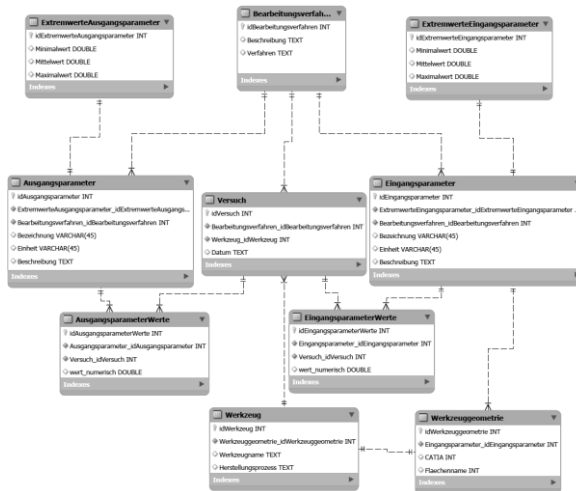 ExtremwerteAusgangsparameter
idExtremwerteAusgangsparameter INT
Minimalwert DOUBLE
Mittelwert DOUBLE
Maximalwert DOUBLE
Indexes
Bearbeitungsverfah...
idBearbeitungsverfahren INT
Beschreibung TEXT
Verfahren TEXT
Indexes
ExtremwerteEingangsparameter
idExtremwerteEingangsparameter INT
Minimalwert DOUBLE
Mittelwert DOUBLE
Maximalwert DOUBLE
Indexes
Ausgangsparameter
idAusgangsparameter INT
ExtremwerteAusgangsparameter_idExtremwerteAusgangs...
Bearbeitungsverfahren_idBearbeitungsverfahren INT
Bezeichnung VARCHAR(45)
Einheit VARCHAR(45)
Beschreibung TEXT
Indexes
Versuch
idVersuch INT
Bearbeitungsverfahren_idBearbeitungsverfahren INT
Werkzeug_idWerkzeug INT
Datum TEXT
Indexes
Eingangsparameter
idEingangsparameter INT
ExtremwerteEingangsparameter_idExtremwerteEingangsparameter ...
Bearbeitungsverfahren_idBearbeitungsverfahren INT
Bezeichnung VARCHAR(45)
Einheit VARCHAR(45)
Beschreibung TEXT
Indexes
AusgangsparameterWerte
idAusgangsparameterWerte INT
Ausgangsparameter_idAusgangsparameter INT
Versuch_idVersuch INT
wert_numerisch DOUBLE
Indexes
EingangsparameterWerte
idEingangsparameterWerte INT
Eingangsparameter_idEingangsparameter INT
Versuch_idVersuch INT
wert_numerisch DOUBLE
Indexes
Werkzeug
idWerkzeug INT
Werkzeuggeometrie_idWerkzeuggeometrie INT
Werkzeugname TEXT
Herstellungsprozess TEXT
Indexes
Werkzeuggeometrie
idWerkzeuggeometrie INT
Eingangsparameter_idEingangsparameter INT
CATIA INT
Flaechenname INT
Indexes